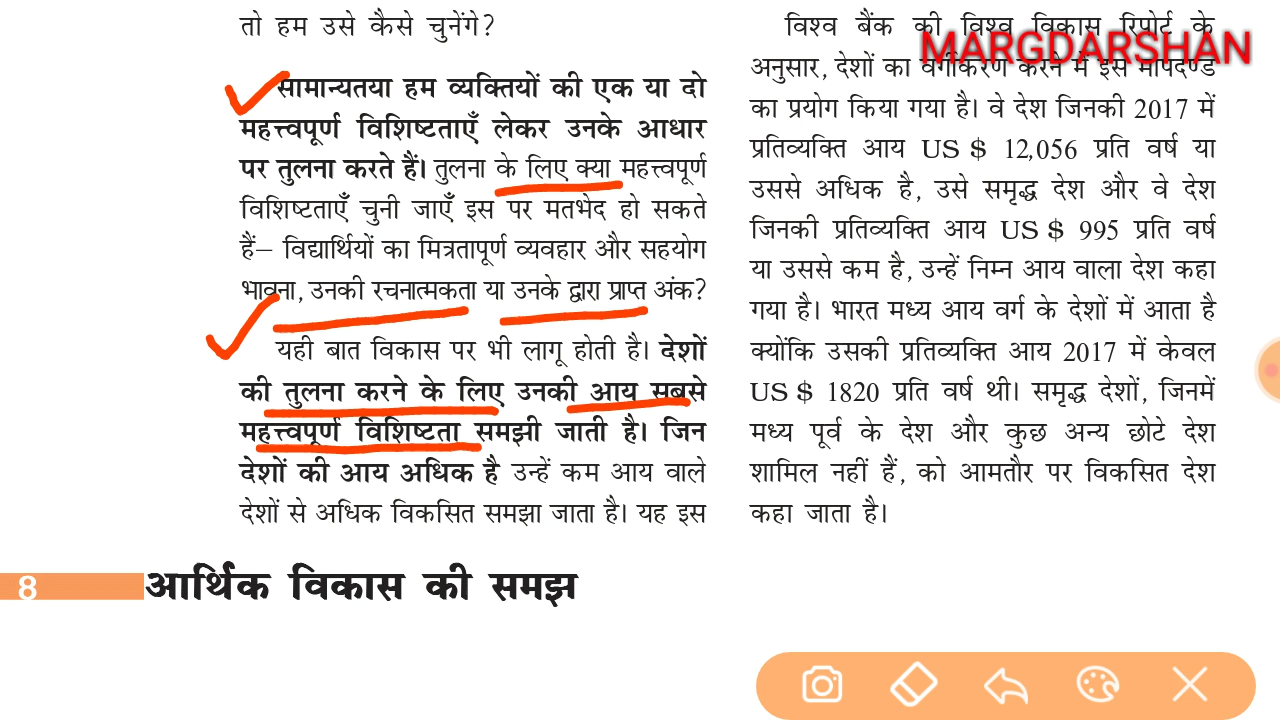 तो हम उसे कैसे चुनेंगे?
सामान्यतया हम व्यक्तियों की एक या दो
महत्त्वपूर्ण विशिष्टताएँ लेकर उनके आधार
पर तुलना करते हैं। तुलना के लिए क्या महत्त्वपूर्ण
विशिष्टताएँ चुनी जाएँ इस पर मतभेद हो सकते
हैं– विद्यार्थियों का मित्रतापूर्ण व्यवहार और सहयोग
भावना, उनकी रचनात्मकता या उनके द्वारा प्राप्त अंक?
यही बात विकास पर भी लागू होती है। देशों
की तुलना करने के लिए उनकी आय सबसे
महत्त्वपूर्ण विशिष्टता समझी जाती है। जिन
देशों की आय अधिक है उन्हें कम आय वाले
देशों से अधिक विकसित समझा जाता है। यह इस
विश्व बैंक की विश्व विकास रिपोर्ट के
MARGDARSHAN
अनुसार, देशों का वर्गीकरण करने में इस मापदण्ड
का प्रयोग किया गया है। वे देश जिनकी 2017 में
प्रतिव्यक्ति आय US $ 12,056 प्रति वर्ष या
उससे अधिक है, उसे समृद्ध देश और वे देश
जिनकी प्रतिव्यक्ति आय US $ 995 प्रति वर्ष
या उससे कम है, उन्हें निम्न आय वाला देश कहा
गया है। भारत मध्य आय वर्ग के देशों में आता है
क्योंकि उसकी प्रतिव्यक्ति आय 2017 में केवल
US $ 1820 प्रति वर्ष थी। समृद्ध देशों, जिनमें
मध्य पूर्व के देश और कुछ अन्य छोटे देश
शामिल नहीं हैं, को आमतौर पर विकसित देश
कहा जाता है।
8 आर्थिक विकास की समझ